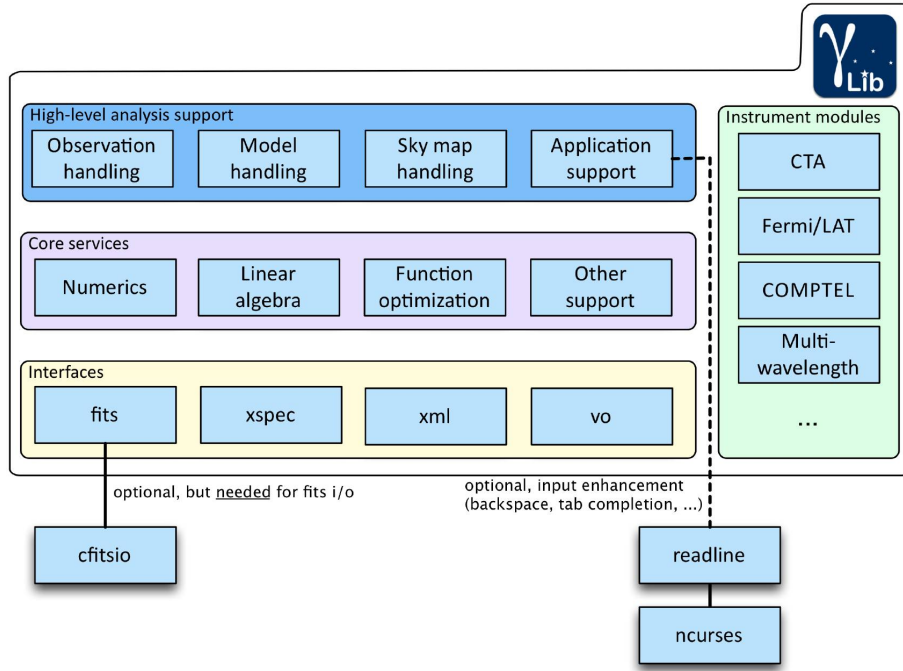 γ
Lib
High-level analysis support
Observation
handling
Model
handling
Sky map
handling
Application
support
Core services
Numerics
Linear
algebra
Function
optimization
Other
support
Interfaces
fits
xspec
xml
vo
Instrument modules
CTA
Fermi/LAT
COMPTEL
Multi-
wavelength
...
optional, but needed for fits i/o
optional, input enhancement
(backspace, tab completion, ...)
cfitsio
readline
ncurses